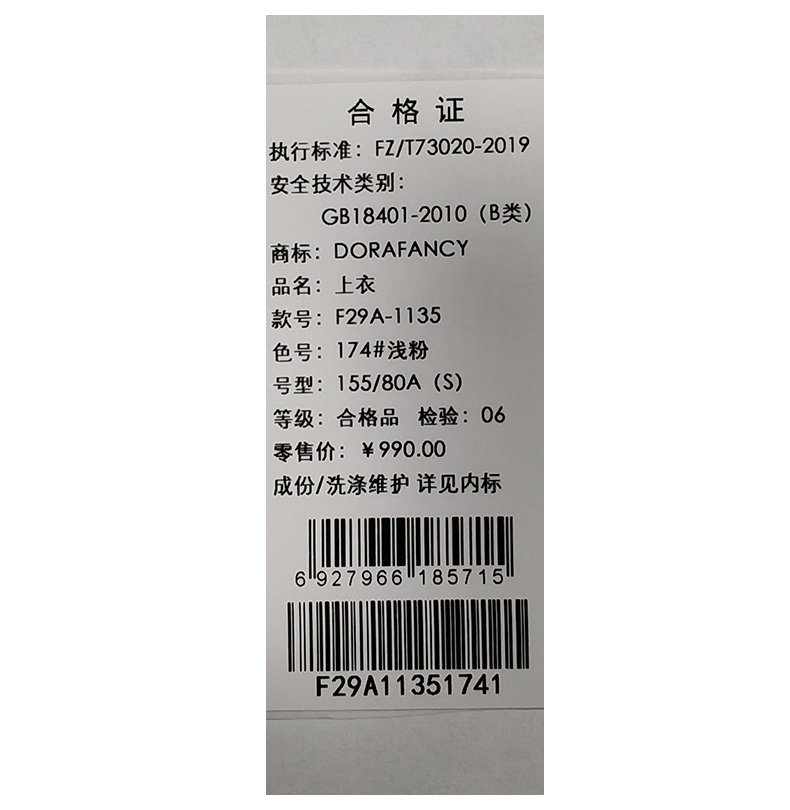 合格证
执行标准：FZ/T73020-2019
安全技术类别：
GB18401-2010（B类）
商标：DORAFANCY
品名：上衣
款号：F29A-1135
色号：174#浅粉
号型：155/80A（S）
等级：合格品 检验：06
零售价：￥990.00
成份/洗涤维护 详见内标
6 927966 185715
F29A11351741